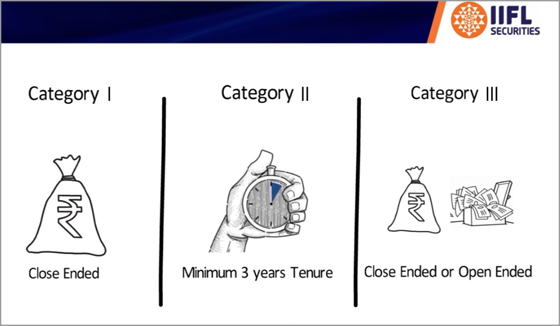 IIFL
SECURITIES
Category I
Category II
Category III
₹
₹
Close Ended
Minimum 3 years Tenure
Close Ended or Open Ended